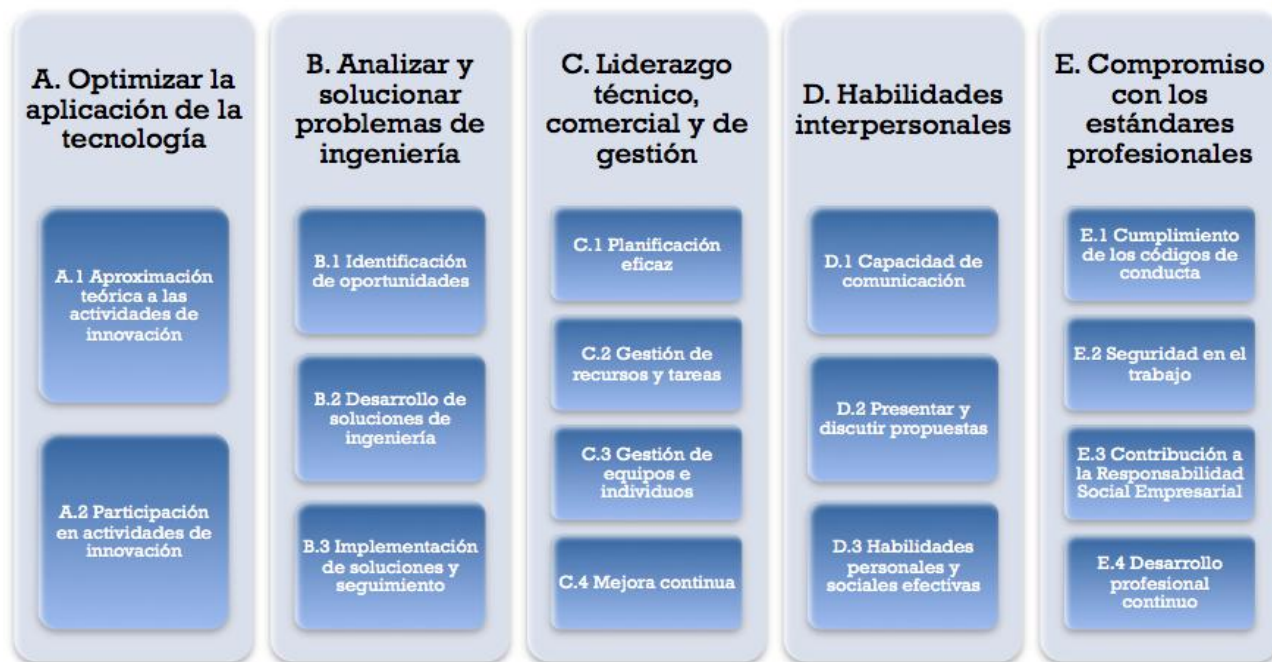 A. Optimizar la
aplicación de la
tecnología
A.1 Aproximación
teórica a las
actividades de
innovación
A.2 Participación
en actividades de
innovación
B. Analizar y
solucionar
problemas de
ingeniería
B.1 Identificación
de oportunidades
B.2 Desarrollo de
soluciones de
ingeniería
B.3 Implementación
de soluciones y
seguimiento
C. Liderazgo
técnico,
comercial y de
gestión
C.1 Planificación
eficaz
C.2 Gestión de
recursos y tareas
C.3 Gestión de
equipos e
individuos
C.4 Mejora continua
D. Habilidades
interpersonales
D.1 Capacidad de
comunicación
D.2 Presentar y
discutir propuestas
D.3 Habilidades
personales y
sociales efectivas
E. Compromiso
con los
estándares
profesionales
E.1 Cumplimiento
de los códigos de
conducta
E.2 Seguridad en el
trabajo
E.3 Contribución a
la Responsabilidad
Social Empresarial
E.4 Desarrollo
profesional
continuo